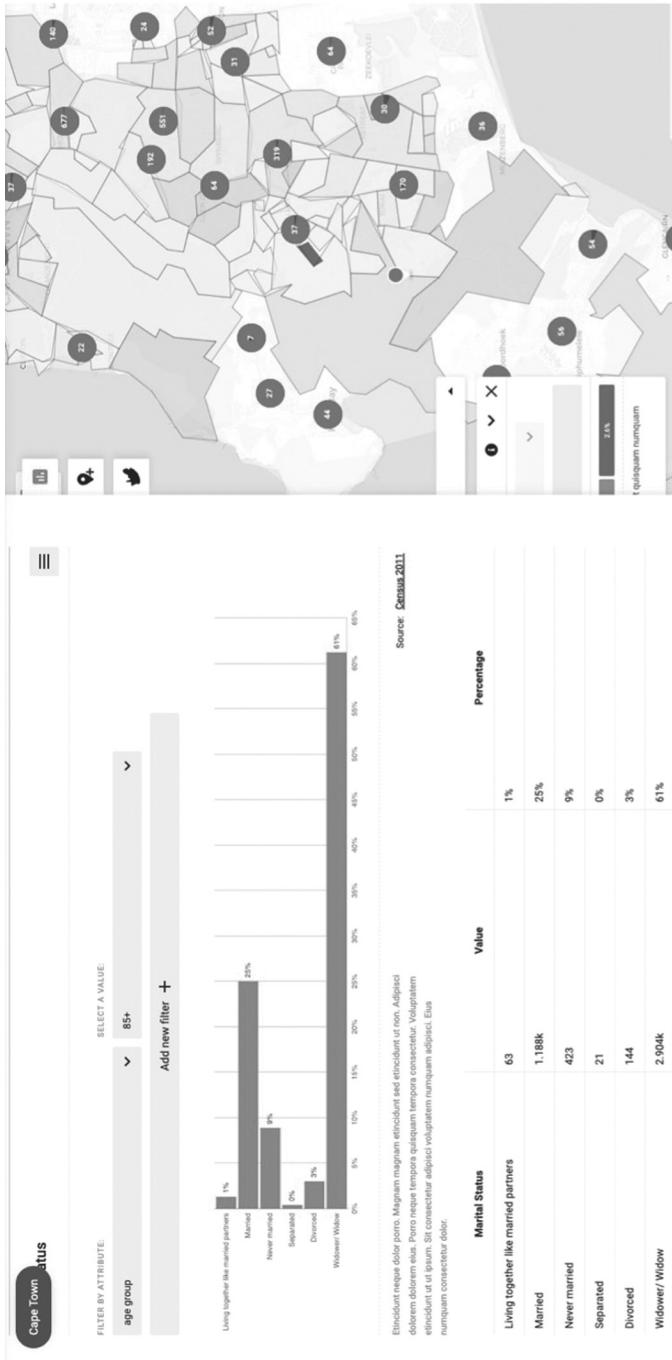 Cape Town
atus
FILTER BY ATTRIBUTE:
SELECT A VALUE:
age group
85+
Add new filter +
Living together like married partners
1%
Married
25%
Never married
9%
Separated
0%
Divorced
3%
Widower/ Widow
61%
0% 5% 10% 15% 20% 25% 30% 35% 40% 45% 50% 55% 60% 65%
Etincidunt neque dolor porro. Magnam magnam etincidunt sed etincidunt ut non. Adipisci
dolorem dolorem eius. Porro neque tempora quisquam tempora consectetur. Voluptatem
etincidunt ut ut ipsum. Sit consectetur adipisci voluptatem numquam adipisci. Eius
numquam consectetur dolor.
Source: Census 2011
Marital Status Value Percentage
Living together like married partners 63 1%
Married 1.188k 25%
Never married 423 9%
Separated 21 0%
Divorced 144 3%
Widower/ Widow 2.904k 61%
140
24
52
31
64
ZEEKOEVLEI
677
551
192
30
36
37
64
319
170
MUIZENBERG
37
54
22
7
56
27
44
ay
ordhoek
iphumelele
2.6%
t quisquam numquam